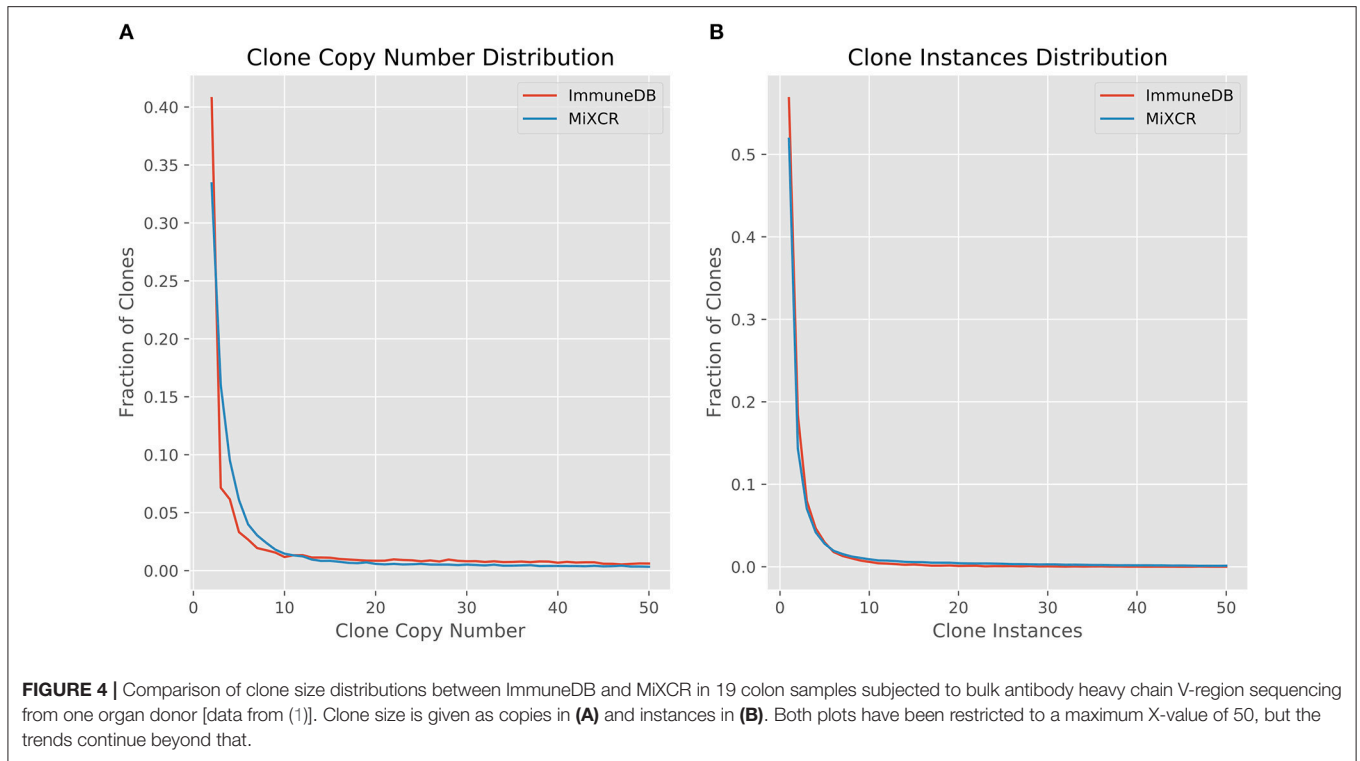 A
Clone Copy Number Distribution
ImmuneDB
MiXCR
0.40
0.35
0.30
0.25
0.20
0.15
0.10
0.05
0.00
Fraction of Clones
0 10 20 30 40 50
Clone Copy Number
B
Clone Instances Distribution
ImmuneDB
MiXCR
0.5
0.4
0.3
0.2
0.1
0.0
Fraction of Clones
0 10 20 30 40 50
Clone Instances
FIGURE 4 | Comparison of clone size distributions between ImmuneDB and MiXCR in 19 colon samples subjected to bulk antibody heavy chain V-region sequencing
from one organ donor [data from (1)]. Clone size is given as copies in (A) and instances in (B). Both plots have been restricted to a maximum X-value of 50, but the
trends continue beyond that.